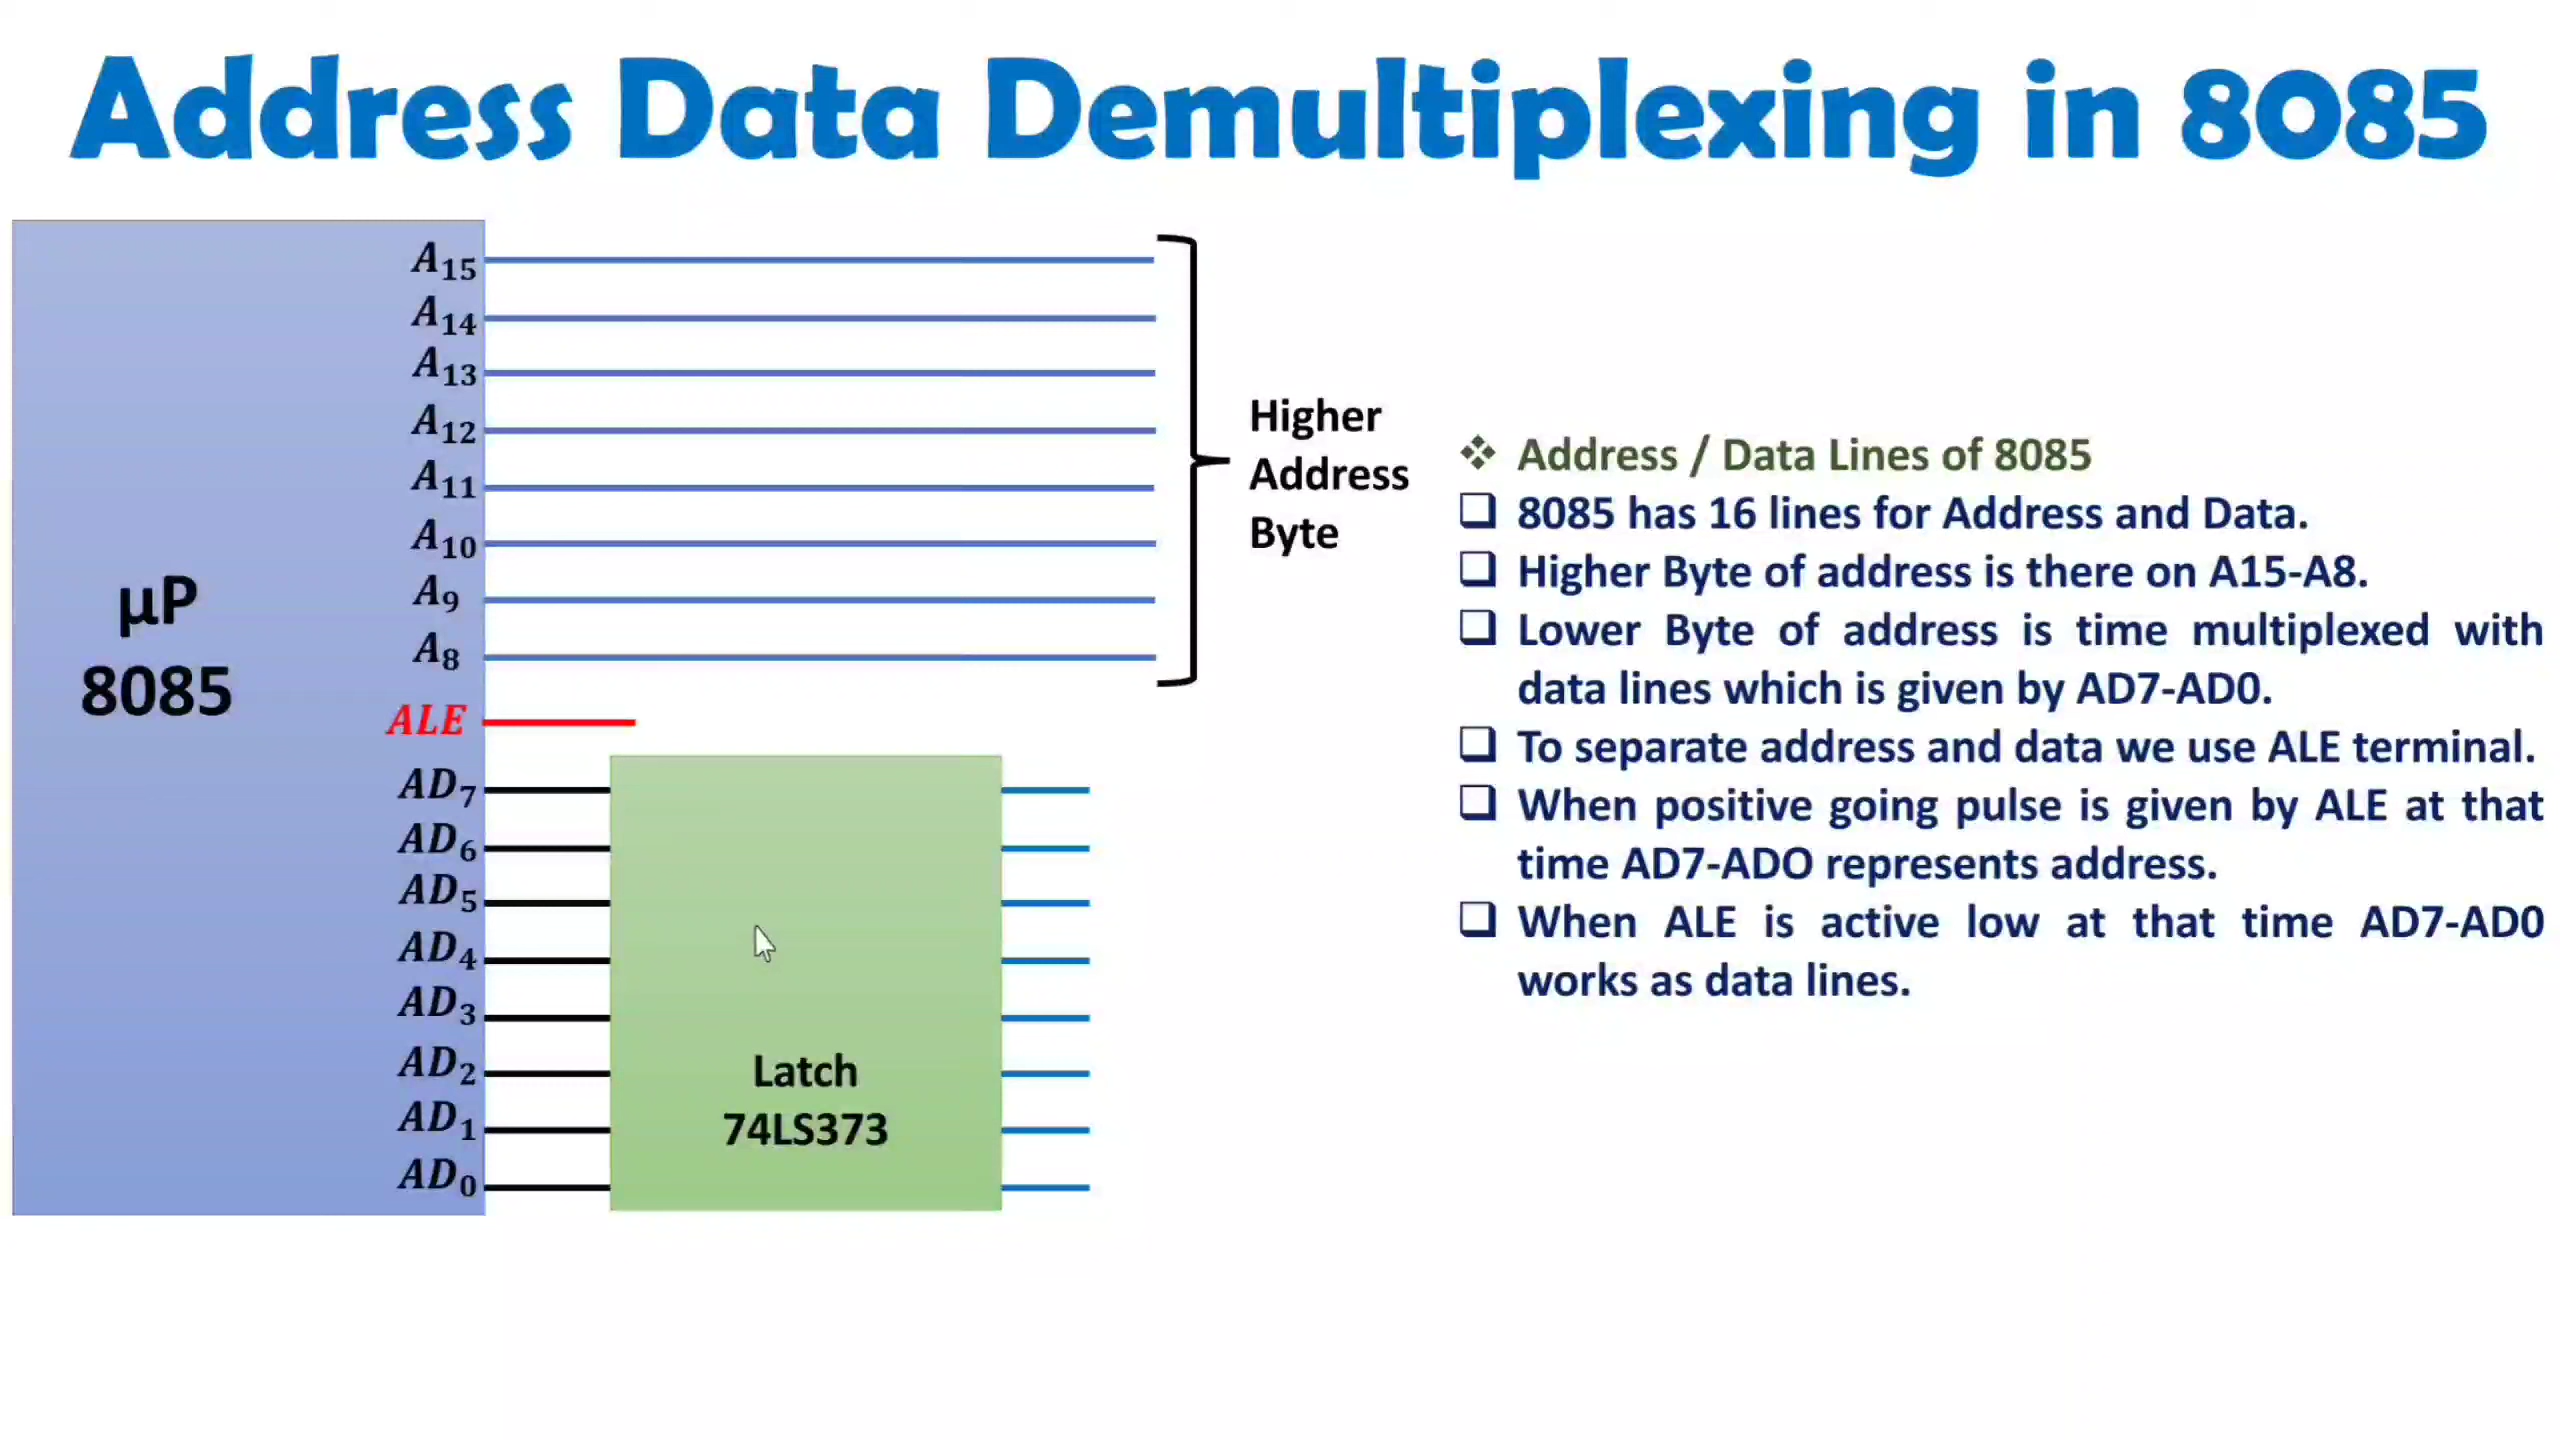 Address Data Demultiplexing in 8085
A15
A14
A13
A12
A11
A10
A9
A8
ALE
AD7
AD6
AD5
AD4
AD3
AD2
AD1
AD0
μP
8085
Latch
74LS373
Higher
Address
Byte
❖ Address / Data Lines of 8085
❑ 8085 has 16 lines for Address and Data.
❑ Higher Byte of address is there on A15-A8.
❑ Lower Byte of address is time multiplexed with
data lines which is given by AD7-AD0.
❑ To separate address and data we use ALE terminal.
❑ When positive going pulse is given by ALE at that
time AD7-ADO represents address.
❑ When ALE is active low at that time AD7-AD0
works as data lines.